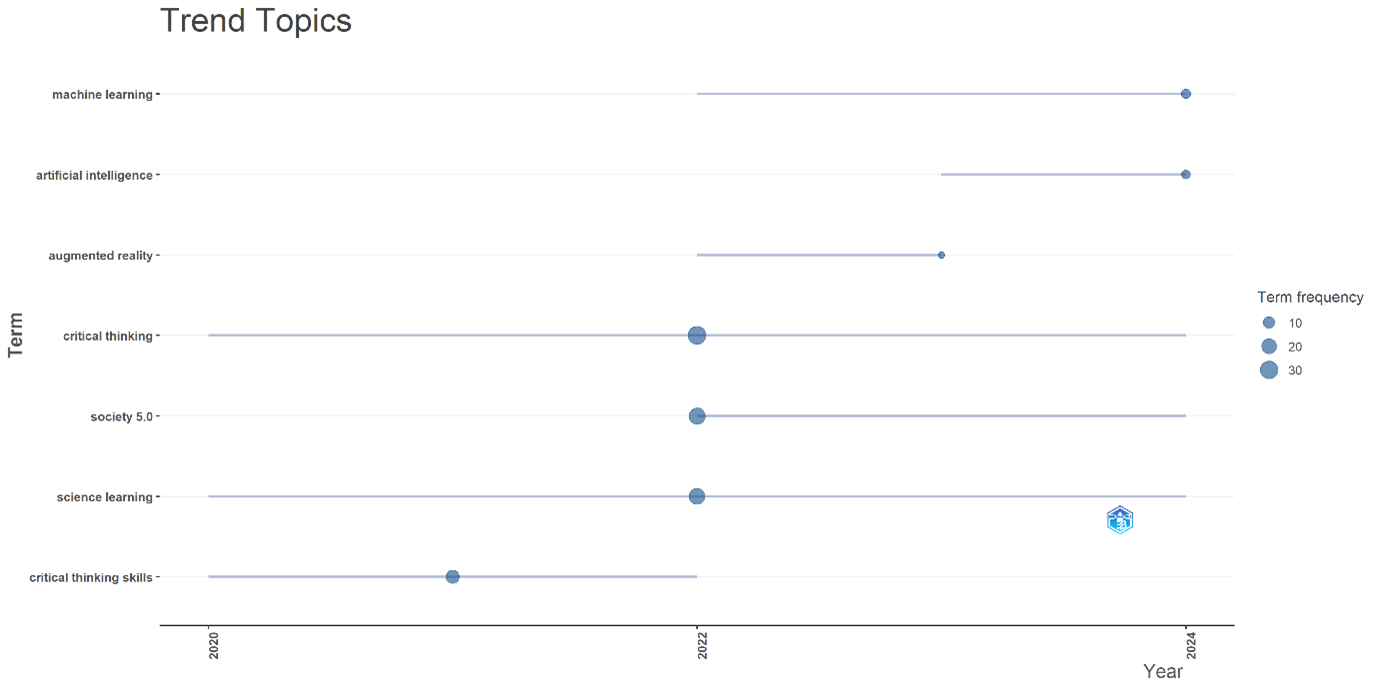 Trend Topics
machine learning
artificial intelligence
augmented reality
critical thinking
society 5.0
science learning
critical thinking skills
Term
2020
2022
2024
Year
Term frequency
10
20
30